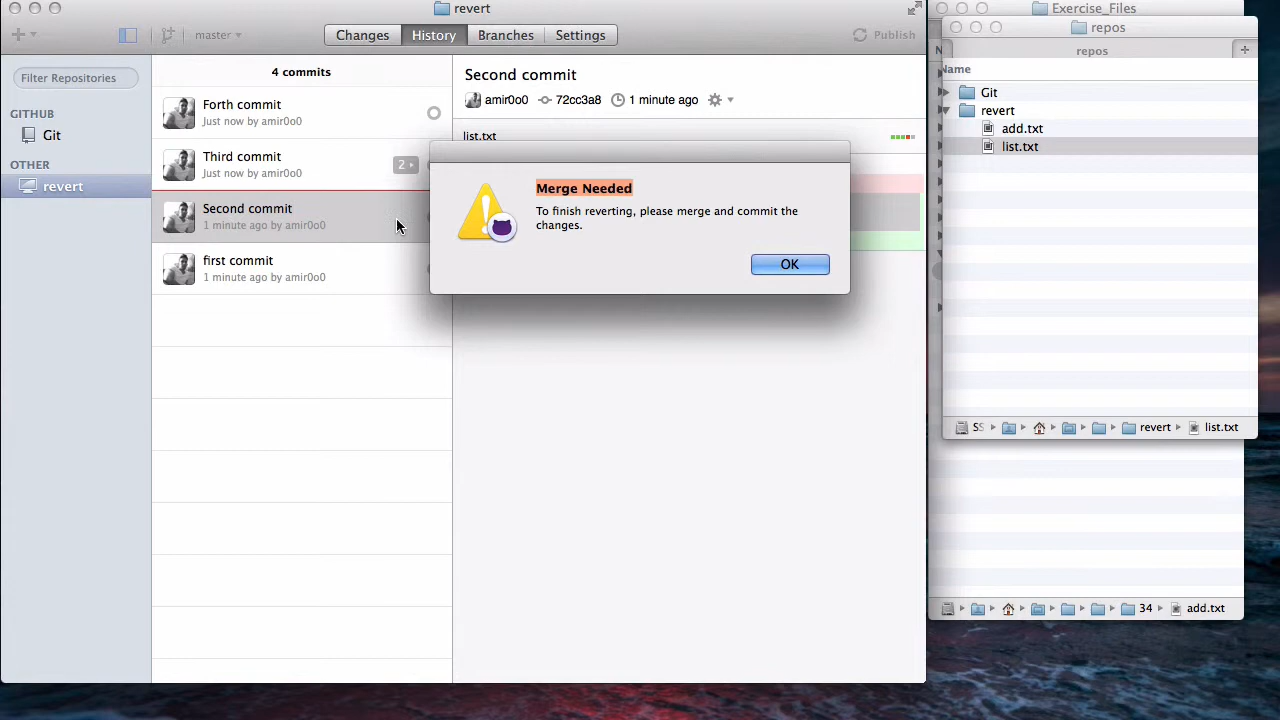 revert
master
Changes
History
Branches
Settings
Publish
Filter Repositories
GITHUB
Git
OTHER
revert
4 commits
Forth commit
Just now by amir0o0
Third commit
Just now by amir0o0
2
Second commit
1 minute ago by amir0o0
first commit
1 minute ago by amir0o0
Second commit
amir0o0
72cc3a8
1 minute ago
list.txt
Merge Needed
To finish reverting, please merge and commit the
changes.
OK
Exercise_Files
repos
N
repos
+
Name
Git
revert
add.txt
list.txt
revert
list.txt
34
add.txt